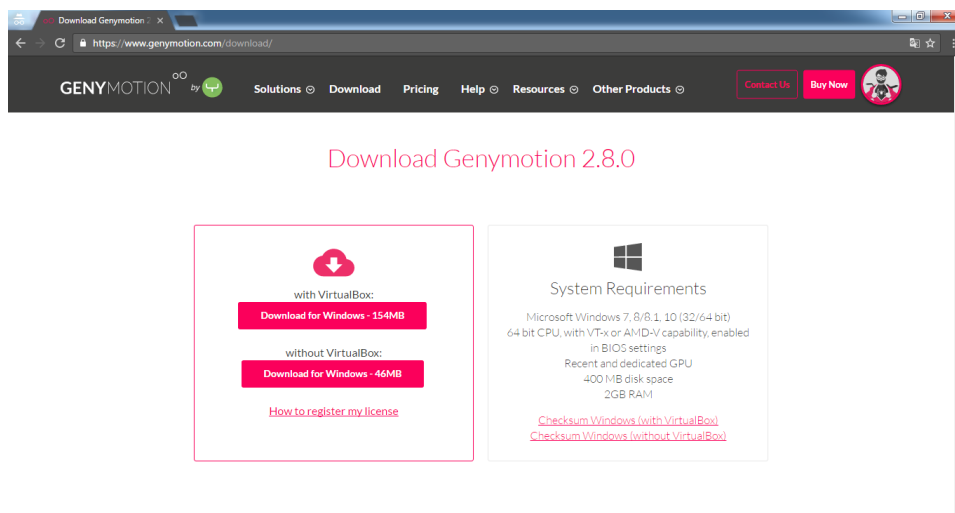 Download Genymotion 2
https://www.genymotion.com/download/
GENYMOTION by
Solutions Download Pricing Help Resources Other Products Contact Us Buy Now
Download Genymotion 2.8.0
with VirtualBox:
Download for Windows - 154MB
without VirtualBox:
Download for Windows - 46MB
How to register my license
System Requirements
Microsoft Windows 7, 8/8.1, 10 (32/64 bit)
64 bit CPU, with VT-x or AMD-V capability, enabled
in BIOS settings
Recent and dedicated GPU
400 MB disk space
2GB RAM
Checksum Windows (with VirtualBox)
Checksum Windows (without VirtualBox)